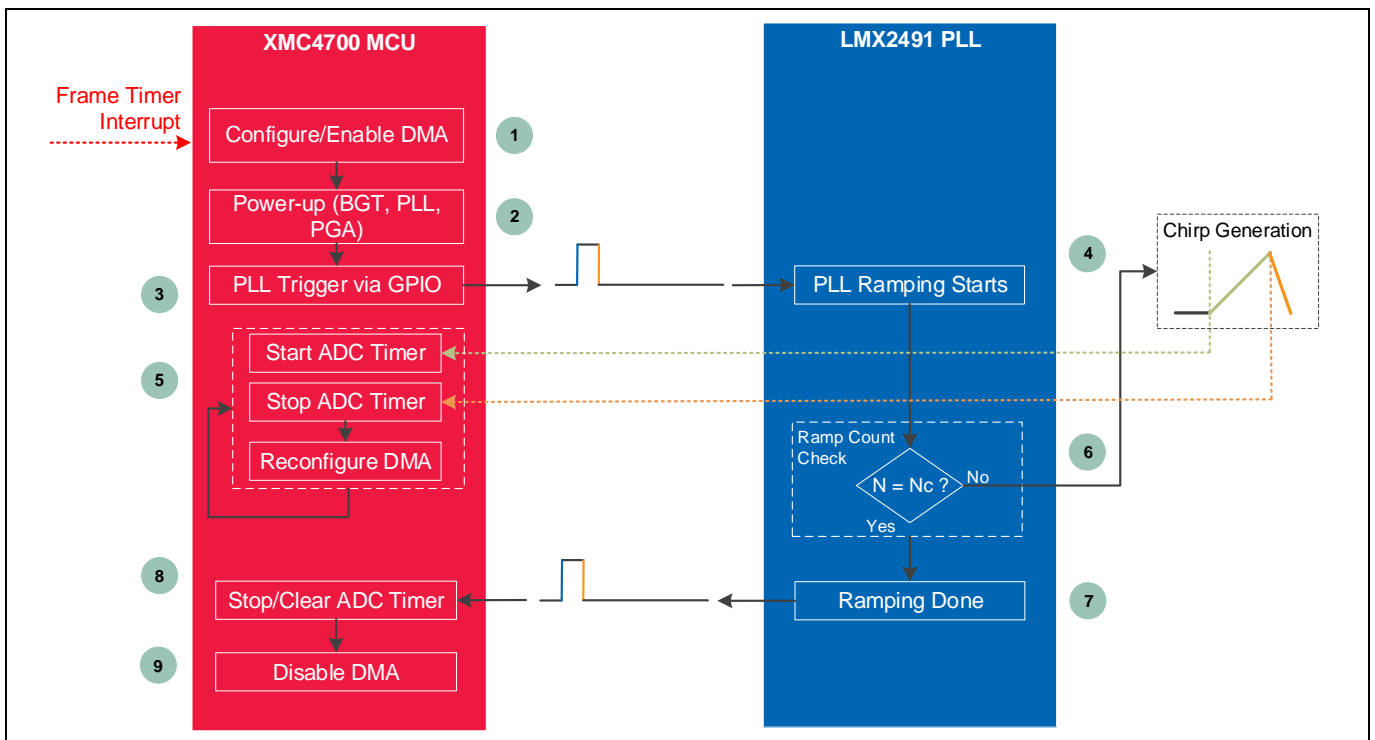 XMC4700 MCU
LMX2491 PLL
Frame Timer
Interrupt
Configure/Enable DMA
1
Power-up (BGT, PLL,
PGA)
2
3
PLL Trigger via GPIO
PLL Ramping Starts
4
Chirp Generation
5
Start ADC Timer
Stop ADC Timer
Reconfigure DMA
Ramp Count
Check
N = Nc ?
No
Yes
6
8
Stop/Clear ADC Timer
Ramping Done
7
9
Disable DMA